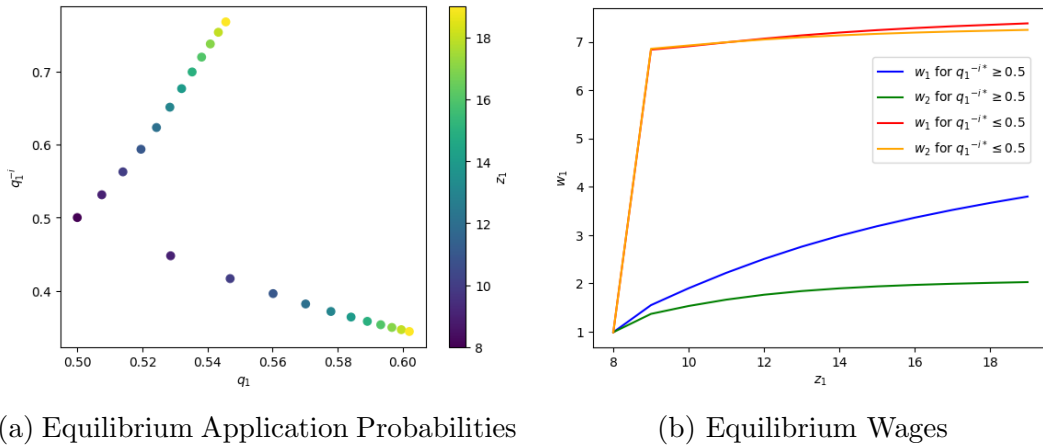 0.7
0.6
0.5
0.4
q₁⁻ⁱ
0.50 0.52 0.54 0.56 0.58 0.60
q₁
18
16
14
12
10
8
z₁
7
6
5
4
3
2
1
w₁
8 10 12 14 16 18
z₁
w₁ for q₁⁻ⁱ* ≥ 0.5
w₂ for q₁⁻ⁱ* ≥ 0.5
w₁ for q₁⁻ⁱ* ≤ 0.5
w₂ for q₁⁻ⁱ* ≤ 0.5
a) Equilibrium Application Probabilities
(b) Equilibrium Wages